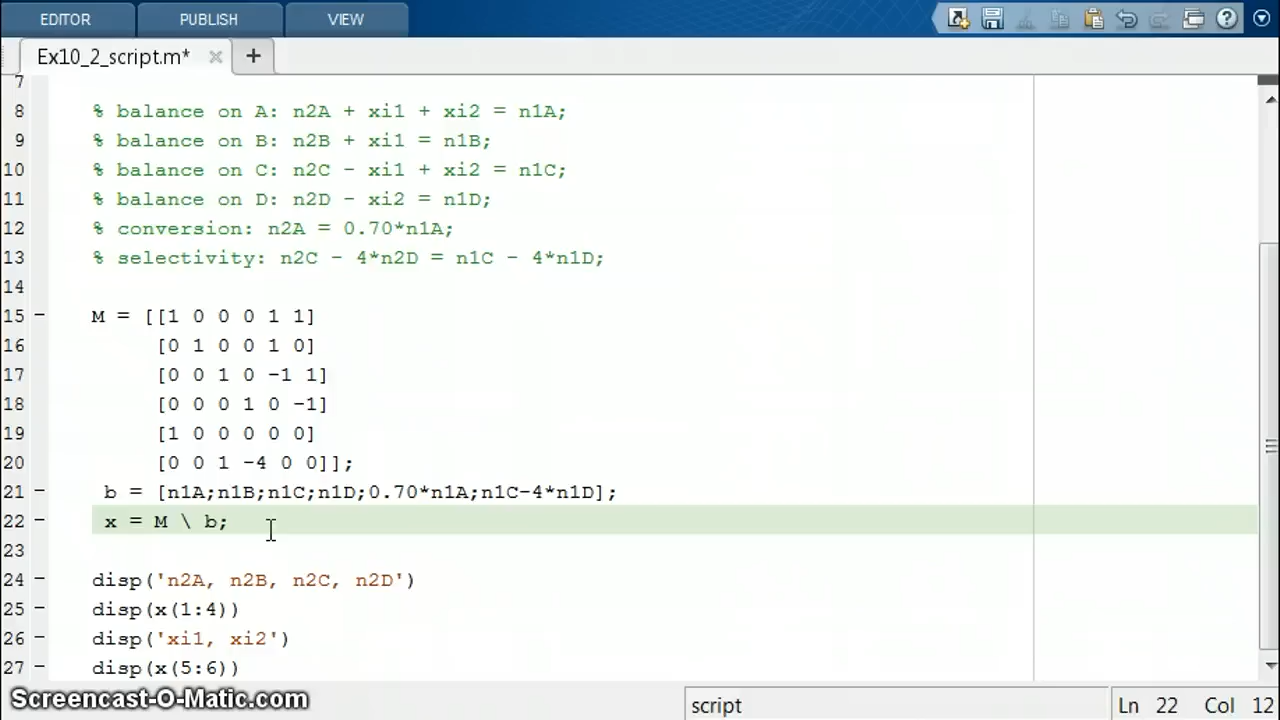 EDITOR PUBLISH VIEW
Ex10_2_script.m* × +
7
8 % balance on A: n2A + xi1 + xi2 = n1A;
9 % balance on B: n2B + xi1 = n1B;
10 % balance on C: n2C - xi1 + xi2 = n1C;
11 % balance on D: n2D - xi2 = n1D;
12 % conversion: n2A = 0.70*n1A;
13 % selectivity: n2C - 4*n2D = n1C - 4*n1D;
14
15 - M = [[1 0 0 0 1 1]
16 [0 1 0 0 1 0]
17 [0 0 1 0 -1 1]
18 [0 0 0 1 0 -1]
19 [1 0 0 0 0 0]
20 [0 0 1 -4 0 0]];
21 - b = [n1A;n1B;n1C;n1D;0.70*n1A;n1C-4*n1D];
22 - x = M \ b;
23
24 - disp('n2A, n2B, n2C, n2D')
25 - disp(x(1:4))
26 - disp('xi1, xi2')
27 - disp(x(5:6))
Screencast-O-Matic.com script Ln 22 Col 12